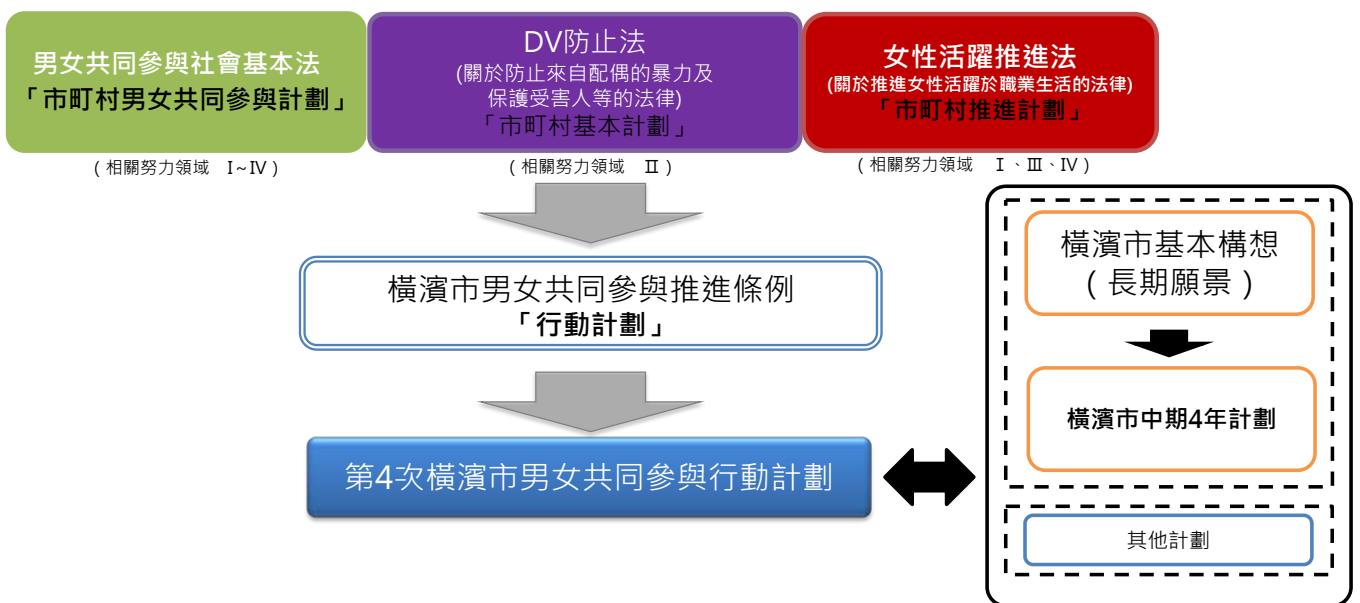 男女共同參與社會基本法
「市町村男女共同參與計劃」
(相關努力領域 I~IV)
DV防止法
(關於防止來自配偶的暴力及
保護受害人等的法律)
「市町村基本計劃」
(相關努力領域 Ⅱ)
女性活躍推進法
(關於推進女性活躍於職業生活的法律)
「市町村推進計劃」
(相關努力領域 Ⅰ、Ⅲ、Ⅳ)
橫濱市男女共同參與推進條例
「行動計劃」
第4次橫濱市男女共同參與行動計劃
橫濱市基本構想
(長期願景)
橫濱市中期4年計劃
其他計劃